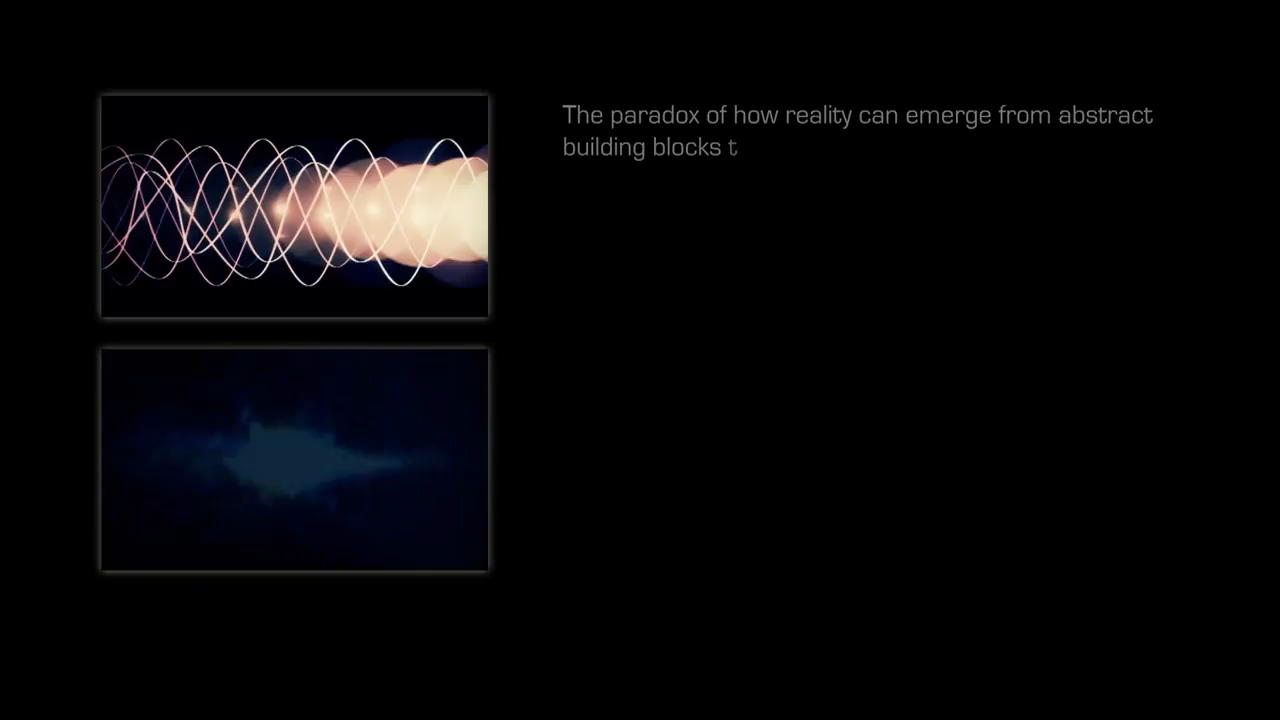 The paradox of how reality can emerge from abstract
building blocks t